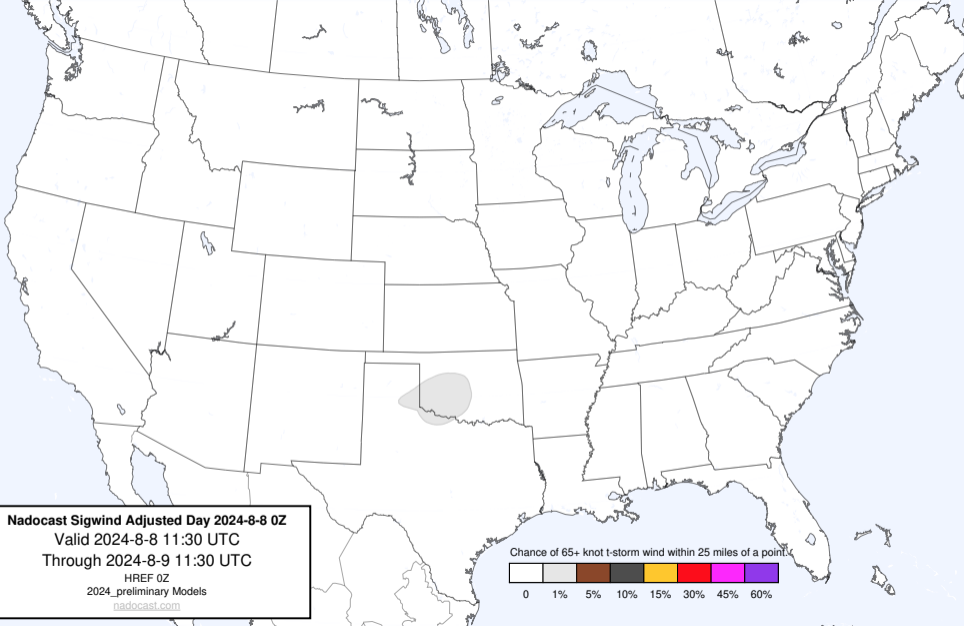 Nadocast Sigwind Adjusted Day 2024-8-8 0Z
Valid 2024-8-8 11:30 UTC
Through 2024-8-9 11:30 UTC
HREF 0Z
2024_preliminary Models
nadocast.com
Chance of 65+ knot t-storm wind within 25 miles of a point.
0 1% 5% 10% 15% 30% 45% 60%